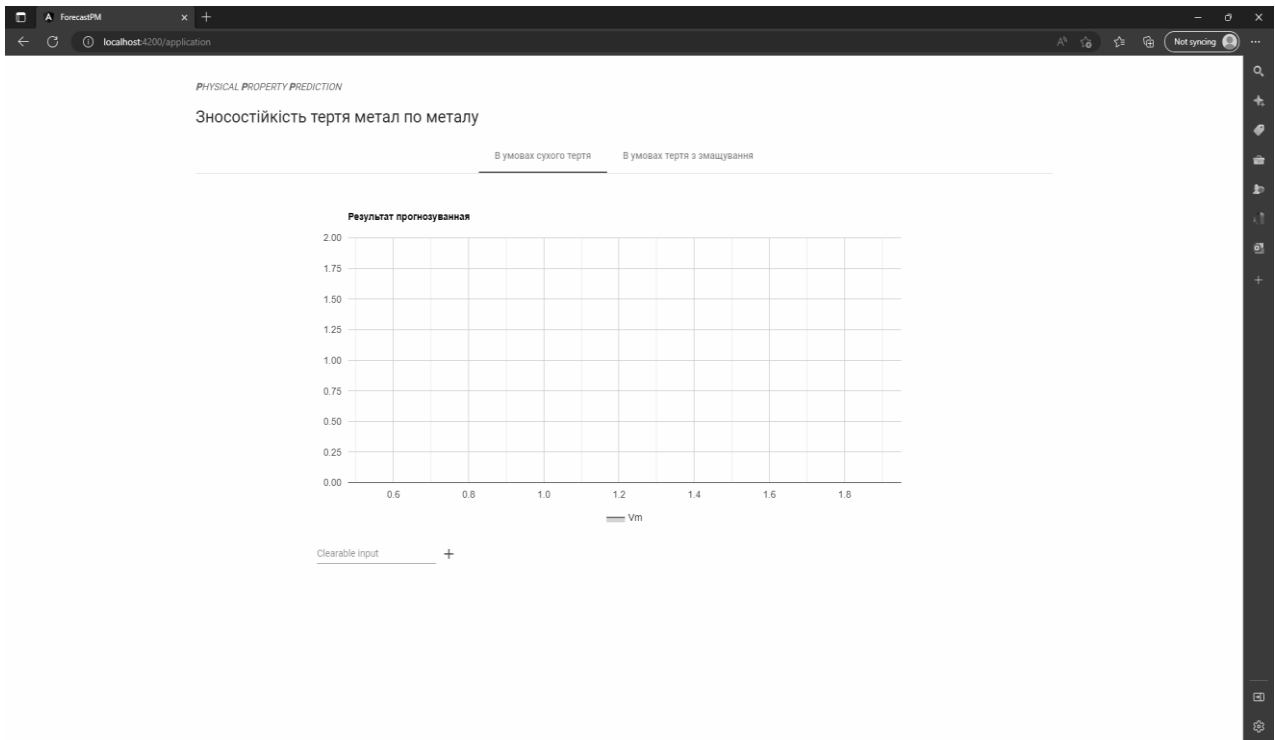 ForecastPM
localhost:4200/application
Not syncing
PHYSICAL PROPERTY PREDICTION
Зносостійкість тертя метал по металу
В умовах сухого тертя
В умовах тертя з змащування
Результат прогнозуванная
2.00
1.75
1.50
1.25
1.00
0.75
0.50
0.25
0.00
0.6 0.8 1.0 1.2 1.4 1.6 1.8
Vm
Clearable input